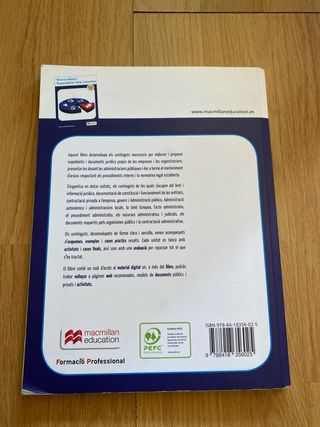 Recursos Humans i
Responsabilitat Social Corporativa
www.macmillaneducation.es
Aquest llibre desenvolupa els continguts necessaris per elaborar i preparar
expedients i documents jurídics propis de les empreses i les organitzacions,
presentar-los davant les administracions públiques i dur a terme el manteniment
d'arxius respectant els procediments interns i la normativa legal establerta.
S'organitza en dotze unitats, els continguts de les quals s'ocupen del dret i
informació jurídica, documentació de constitució i funcionament de les entitats,
contractació privada a l'empresa, govern i Administració pública, Administració
autonòmica i administracions locals, la Unió Europea, l'acte administratiu,
el procediment administratiu, els recursos administratius i judicials, els
documents requerits pels organismes públics i la contractació administrativa.
Els continguts, desenvolupats de forma clara i senzilla, venen acompanyats
d'esquemes, exemples i casos pràctics resolts. Cada unitat es tanca amb
activitats i casos finals, així com amb una avaluació per repassar tot el que
s'ha tractat.
El llibre conté un codi d'accés al material digital on, a més del llibre, podràs
trobar enllaços a pàgines web recomanades, models de documents públics i
privats i activitats.
macmillan
education
Formació Professional
PEFC
ISBN 978-84-18356-02-5
9 788418 356025